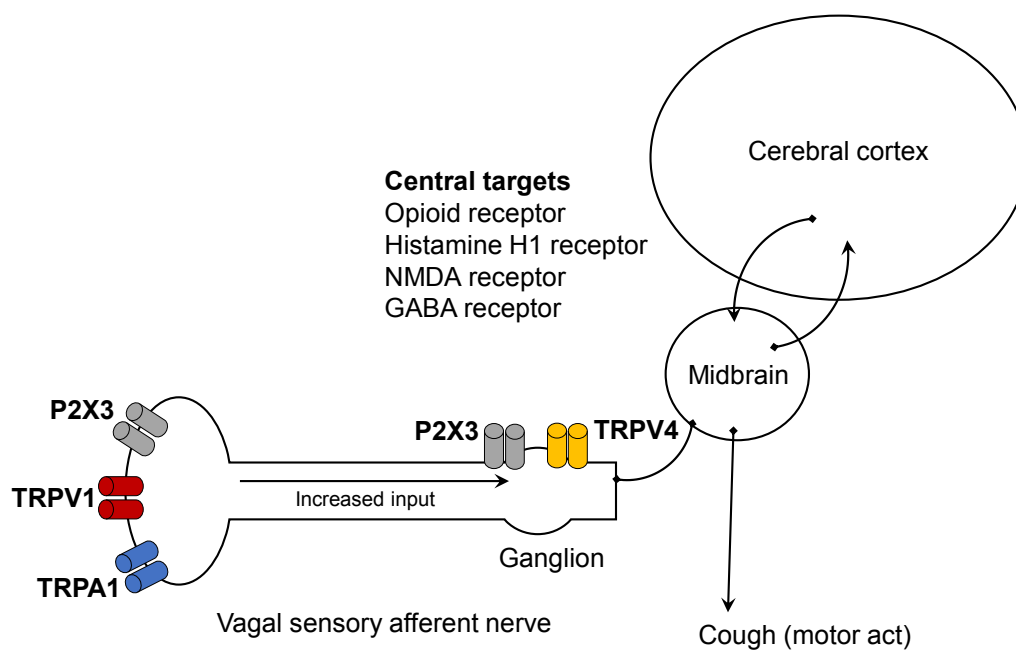 Cerebral cortex
Central targets
Opioid receptor
Histamine H1 receptor
NMDA receptor
GABA receptor
Midbrain
P2X3
P2X3
TRPV4
TRPV1
Increased input
Ganglion
TRPA1
Vagal sensory afferent nerve
Cough (motor act)